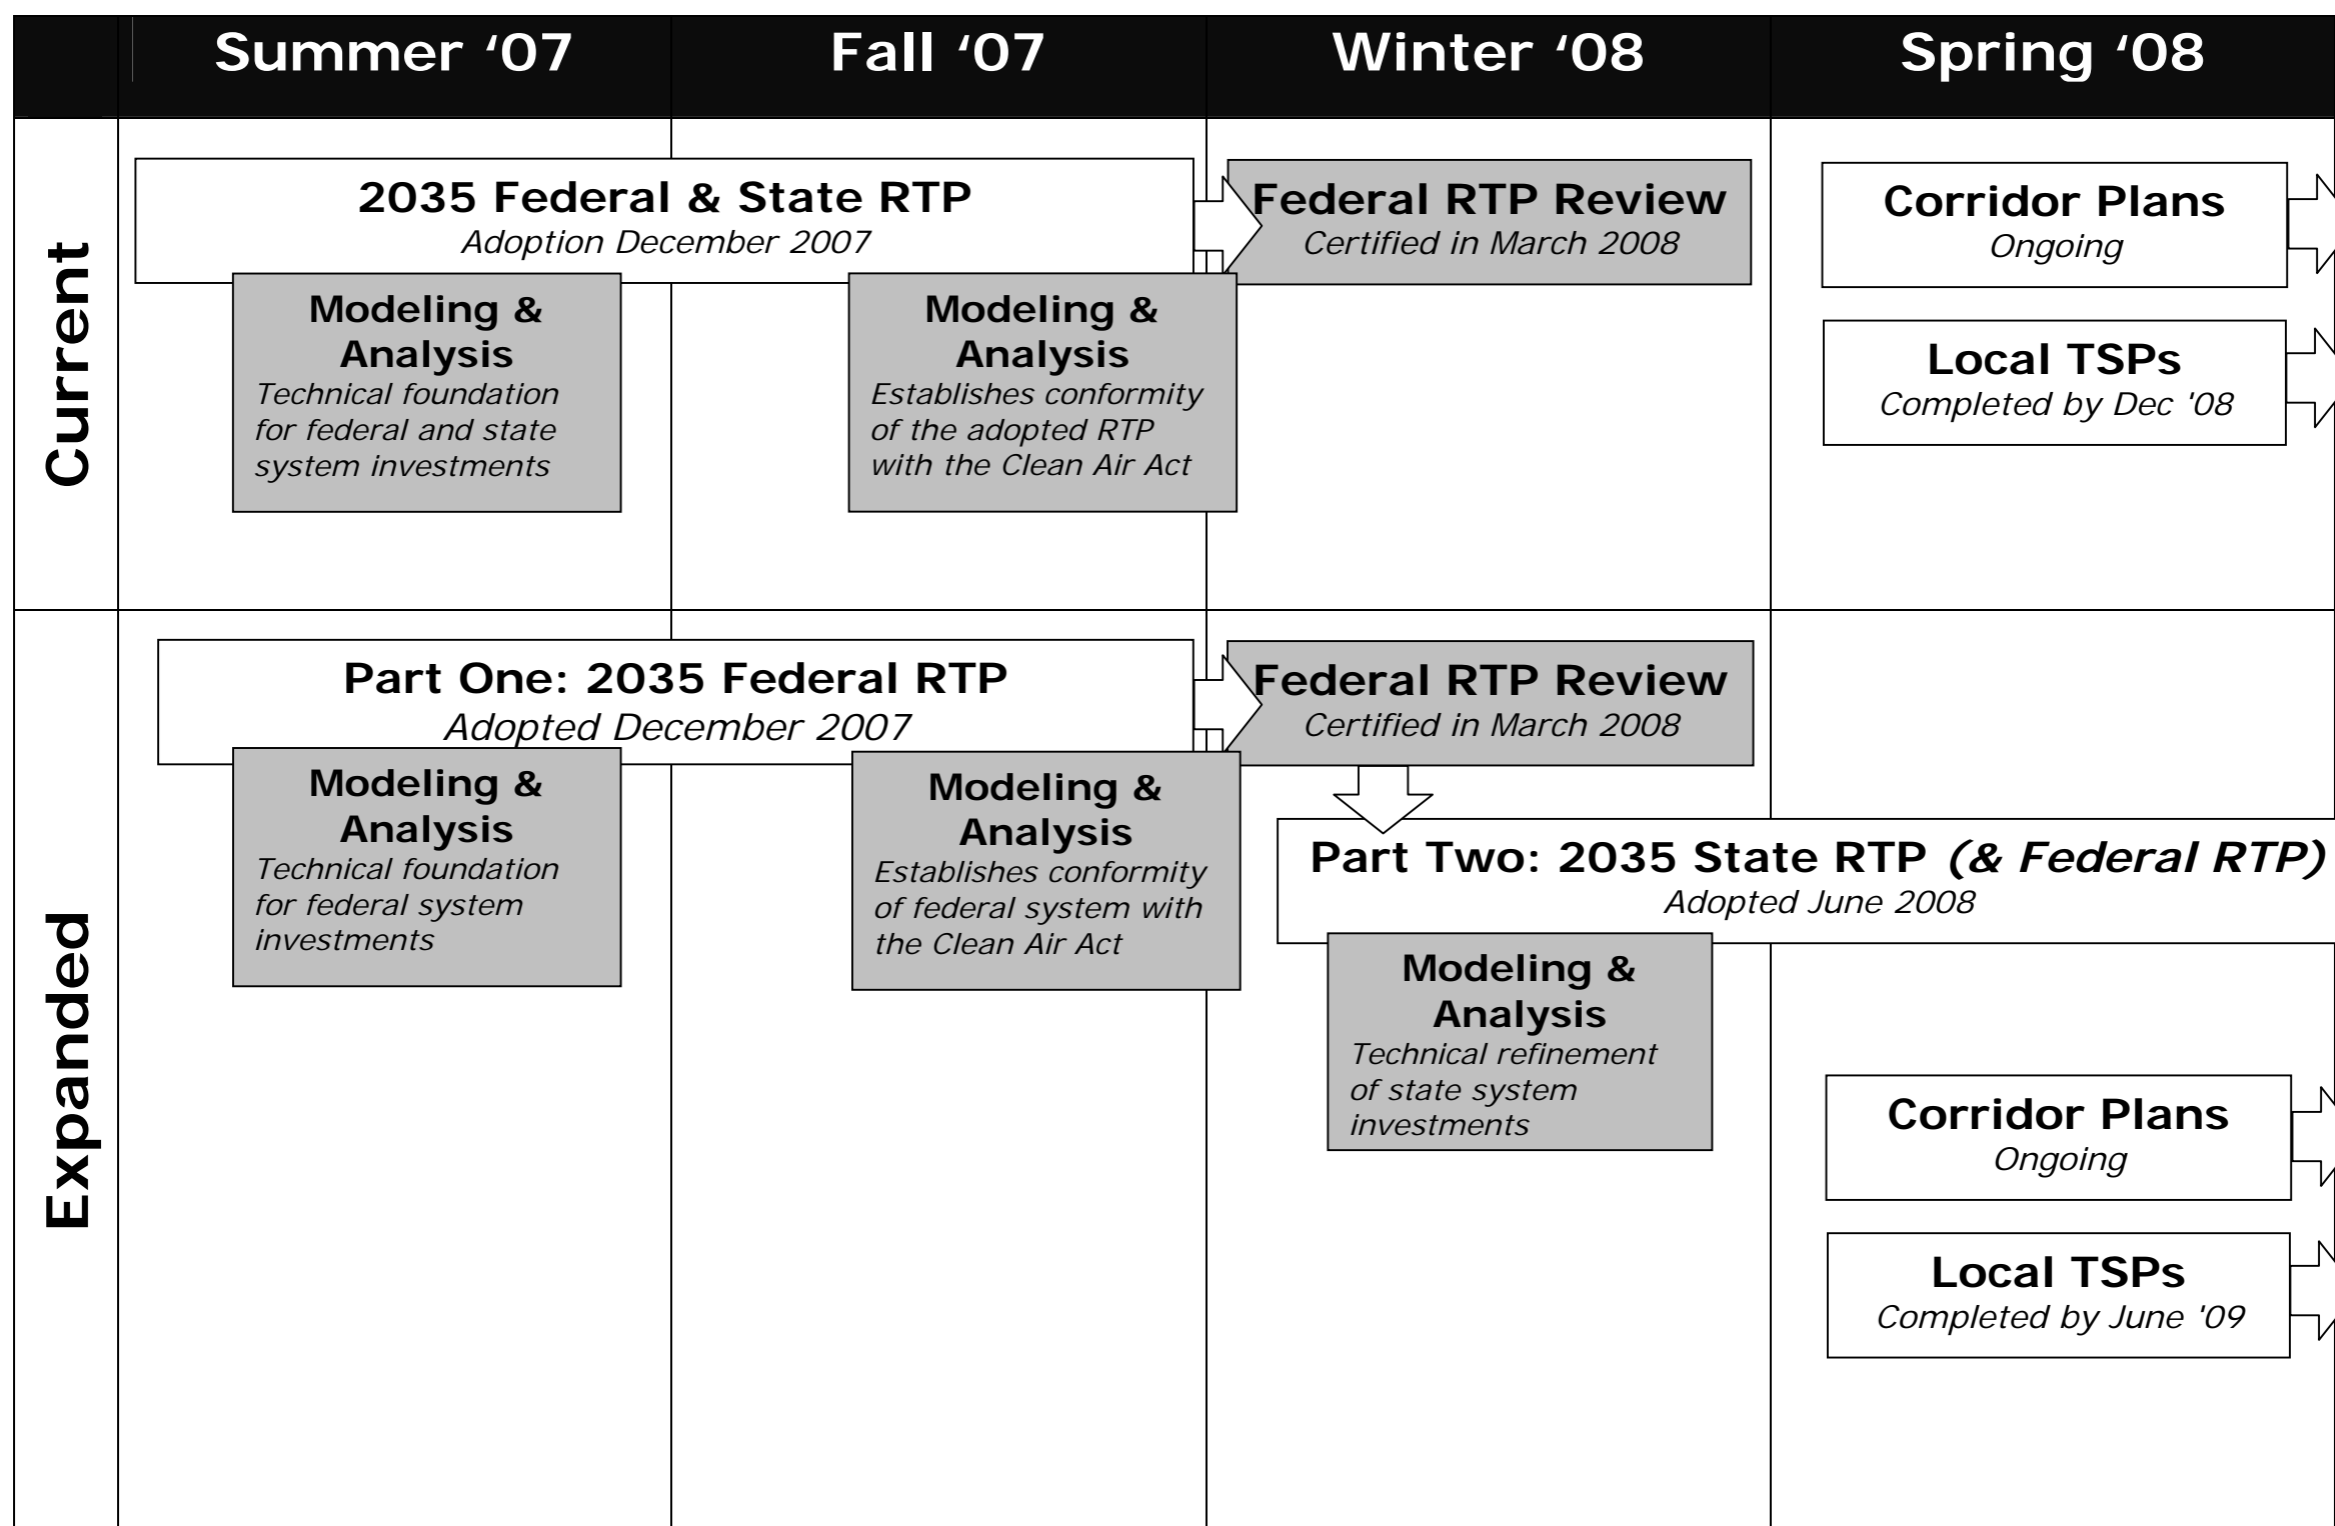 Summer ‘07
Fall ‘07
Winter ‘08
Spring ‘08
Current
2035 Federal & State RTP
Adoption December 2007
Federal RTP Review
Certified in March 2008
Corridor Plans
Ongoing
Modeling &
Analysis
Technical foundation
for federal and state
system investments
Modeling &
Analysis
Establishes conformity
of the adopted RTP
with the Clean Air Act
Local TSPs
Completed by Dec '08
Expanded
Part One: 2035 Federal RTP
Adopted December 2007
Federal RTP Review
Certified in March 2008
Modeling &
Analysis
Technical foundation
for federal system
investments
Modeling &
Analysis
Establishes conformity
of federal system with
the Clean Air Act
Part Two: 2035 State RTP (& Federal RTP)
Adopted June 2008
Modeling &
Analysis
Technical refinement
of state system
investments
Corridor Plans
Ongoing
Local TSPs
Completed by June '09